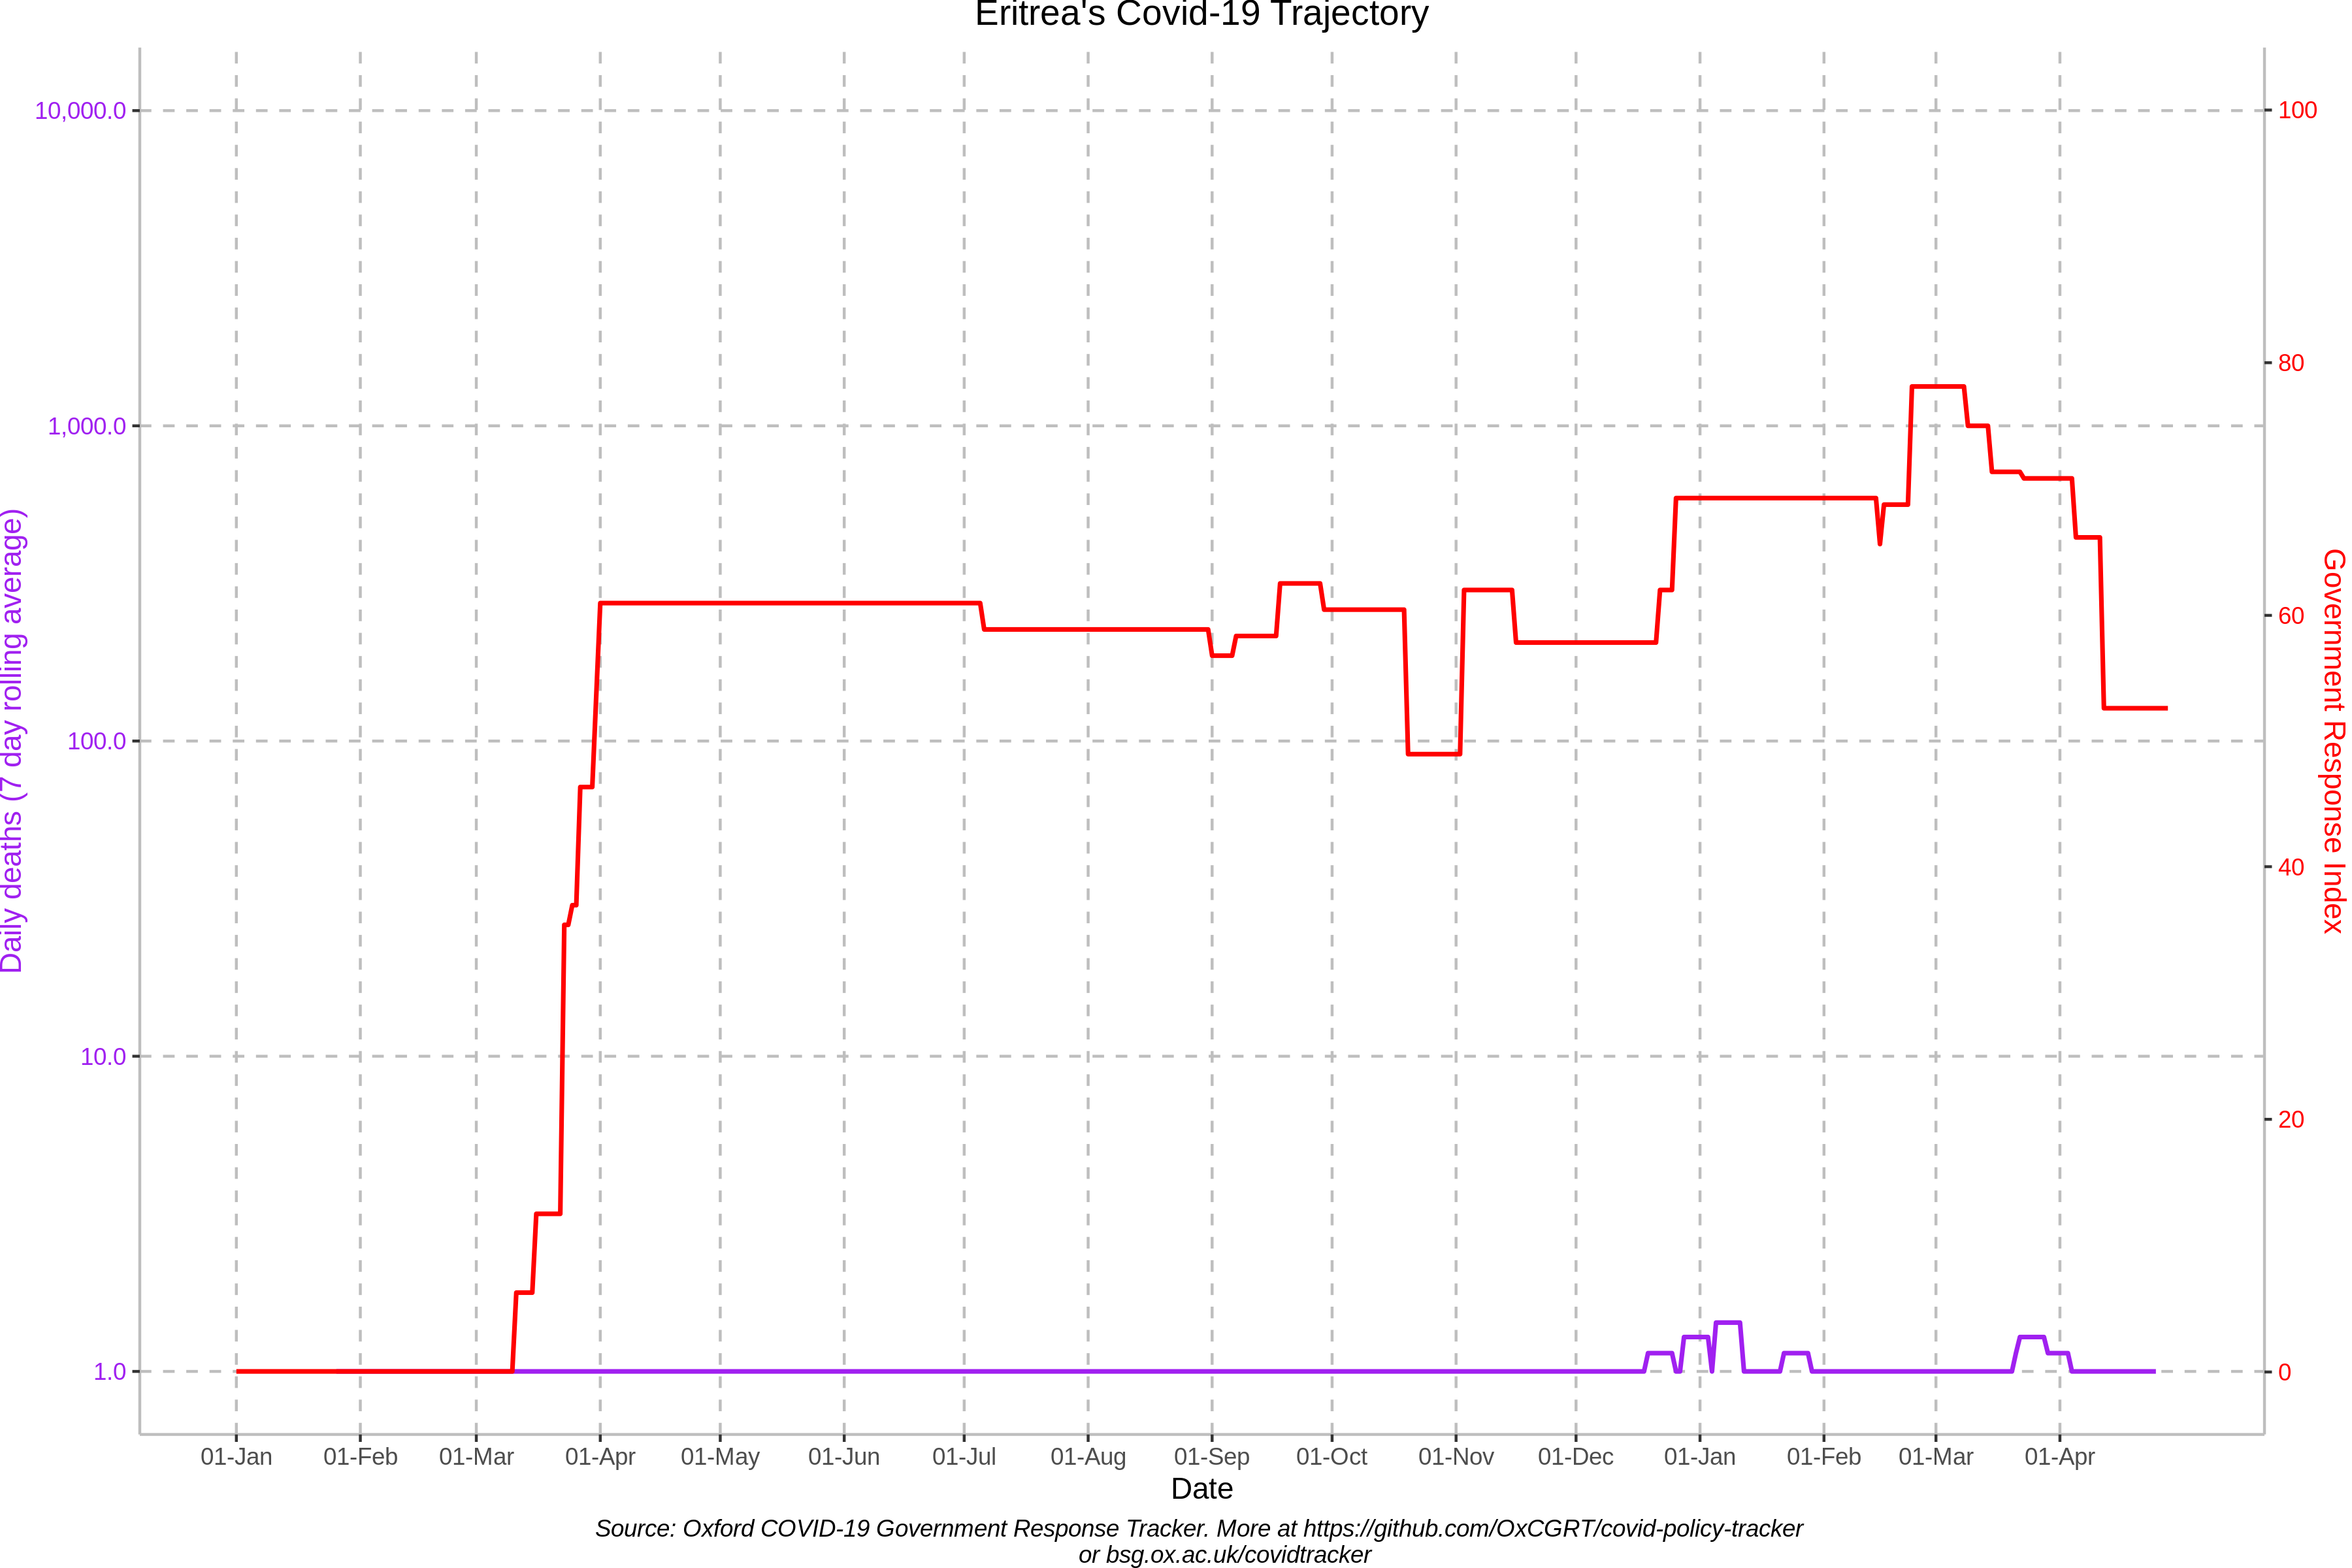 Eritrea's Covid-19 Trajectory
10,000.0
1,000.0
100.0
10.0
1.0
Daily deaths (7 day rolling average)
100
80
60
40
20
0
Government Response Index
01-Jan 01-Feb 01-Mar 01-Apr 01-May 01-Jun 01-Jul 01-Aug 01-Sep 01-Oct 01-Nov 01-Dec 01-Jan 01-Feb 01-Mar 01-Apr
Date
Source: Oxford COVID-19 Government Response Tracker. More at https://github.com/OxCGRT/covid-policy-tracker
or bsg.ox.ac.uk/covidtracker